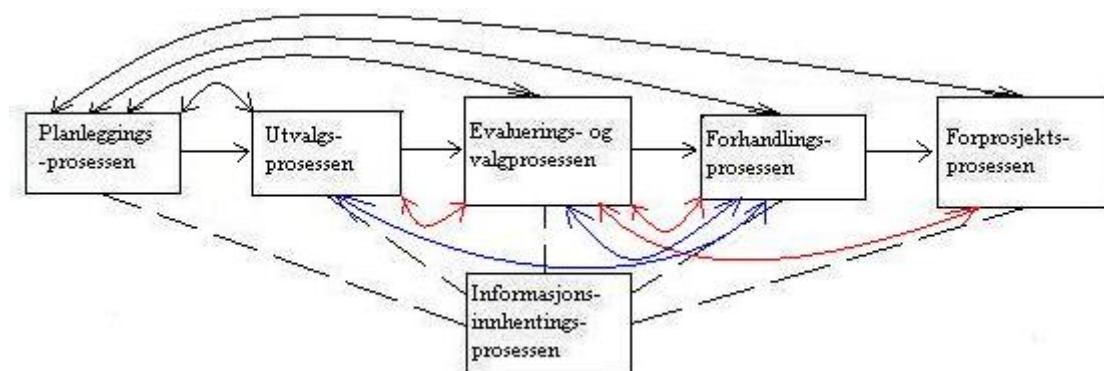 Planleggings
-prosessen
Utvalgs-
prosessen
Evaluerings- og
valgprosessen
Forhandlings-
prosessen
Forprosjekts-
prosessen
Informasjons-
innhentings-
prosessen